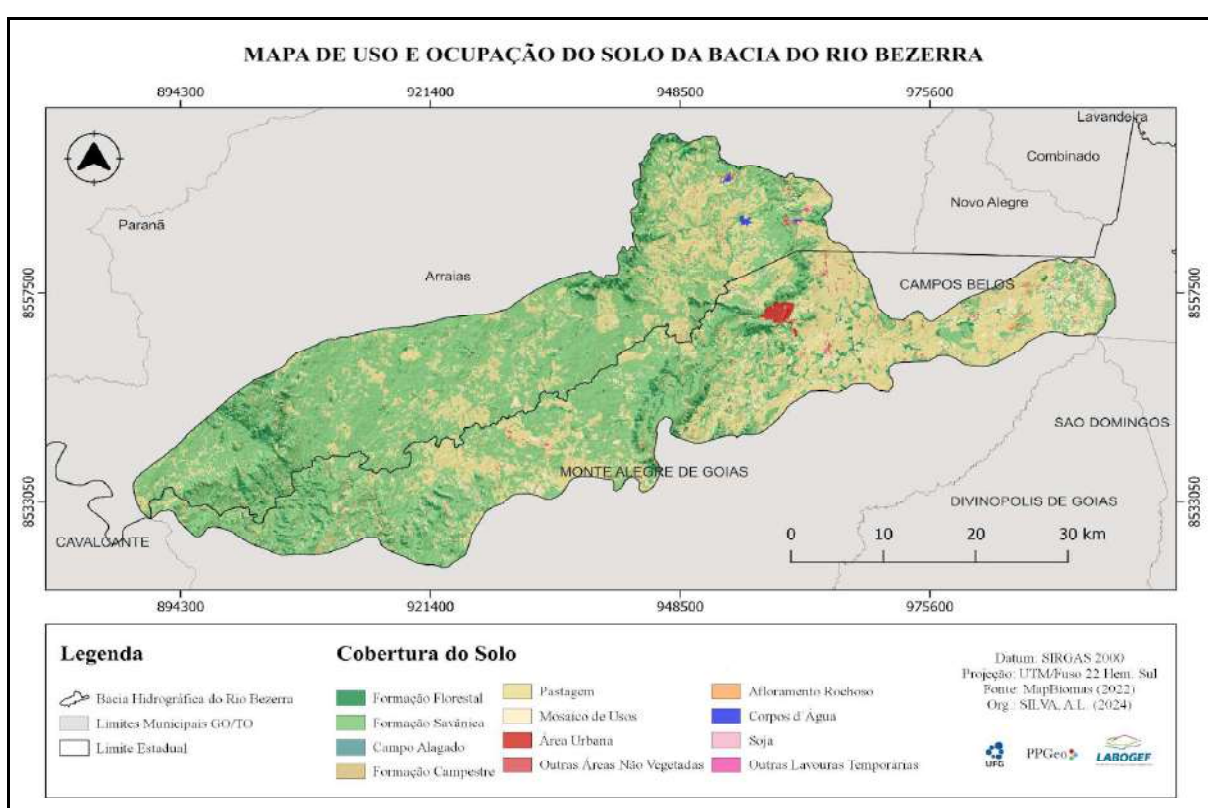 MAPA DE USO E OCUPAÇÃO DO SOLO DA BACIA DO RIO BEZERRA
894300
921400
948500
975600
Lavandeira
Combinado
Novo Alegre
Paranã
Arraias
CAMPOS BELOS
8557500
8557500
SAO DOMINGOS
MONTE ALEGRE DE GOIAS
DIVINOPOLIS DE GOIAS
8533050
8533050
CAVALCANTE
0 10 20 30 km
894300
921400
948500
975600
Legenda
Bacia Hidrográfica do Rio Bezerra
Limites Municipais GO/TO
Limite Estadual
Cobertura do Solo
Formação Florestal
Formação Savânica
Campo Alagado
Formação Campestre
Pastagem
Mosaico de Usos
Área Urbana
Outras Áreas Não Vegetadas
Afloramento Rochoso
Corpos d'Água
Soja
Outras Lavouras Temporárias
Datum: SIRGAS 2000
Projeção: UTM/Fuso 22 Hem. Sul
Fonte: MapBiomas (2022)
Org.: SILVA, A.L. (2024)
UFG
PPGeo
LABOGEF